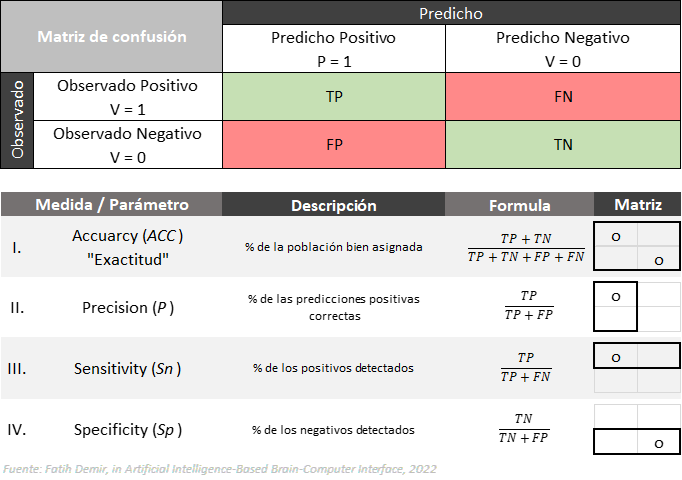 Matriz de confusión
Predicho
Predicho Positivo
P = 1
Predicho Negativo
V = 0
Observado
Observado Positivo
V = 1
TP
FN
Observado Negativo
V = 0
FP
TN
Medida / Parámetro
Descripción
Formula
Matriz
I.
Accuarcy (ACC)
"Exactitud"
% de la población bien asignada
TP + TN
TP + TN + FP + FN
O
O
II.
Precision (P)
% de las predicciones positivas
correctas
TP
TP + FP
O
III.
Sensitivity (Sn)
% de los positivos detectados
TP
TP + FN
O
IV.
Specificity (Sp)
% de los negativos detectados
TN
TN + FP
O
Fuente: Fatih Demir, in Artificial Intelligence-Based Brain-Computer Interface, 2022